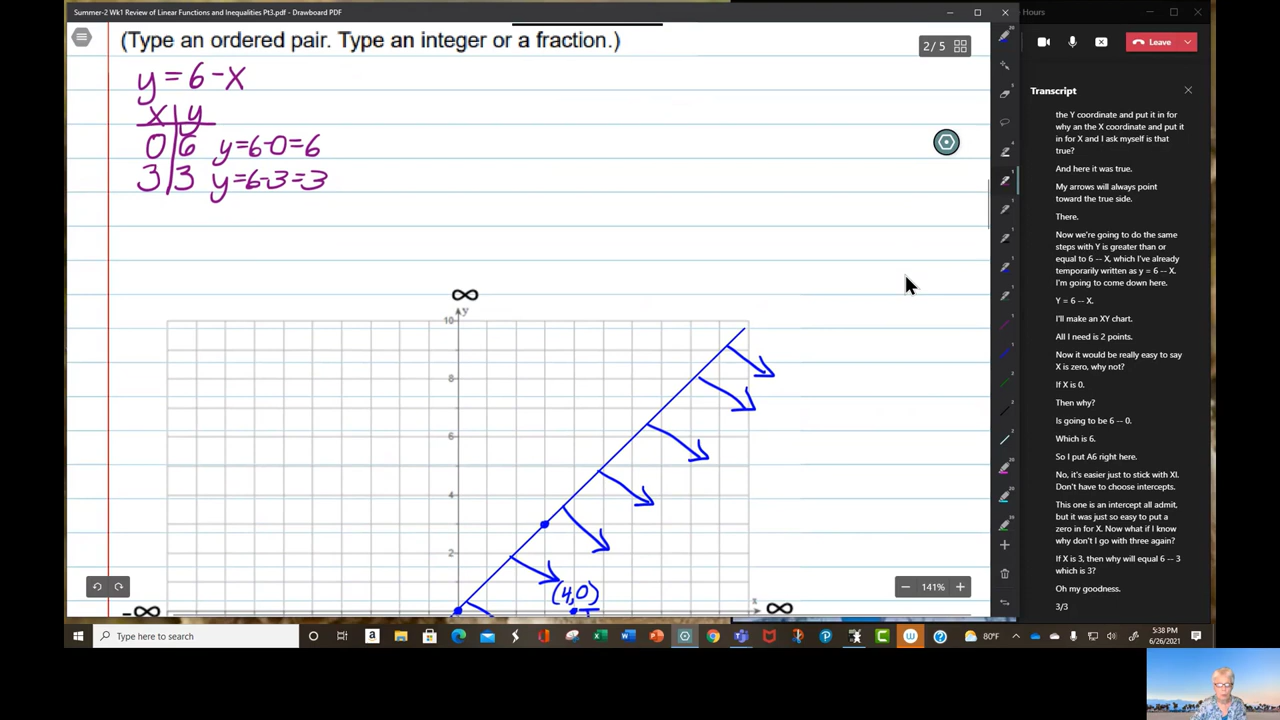 Summer-2 Wk1 Review of Linear Functions and Inequalities Pt3.pdf - Drawboard PDF
Hours
(Type an ordered pair. Type an integer or a fraction.)
2 / 5
Leave
y = 6 - x
x | y
0 | 6 y=6-0=6
3 | 3 y=6-3=3
∞
y
10
8
6
4
2
(4,0)
T
-∞
∞
141%
Transcript
the Y coordinate and put it in for
why an the X coordinate and put it
in for X and I ask myself is that
true?
And here it was true.
My arrows will always point
toward the true side.
There.
Now we're going to do the same
steps with Y is greater than or
equal to 6 -- X, which I've already
temporarily written as y = 6 -- X.
I'm going to come down here.
Y = 6 -- X.
I'll make an XY chart.
All I need is 2 points.
Now it would be really easy to say
X is zero, why not?
If X is 0.
Then why?
Is going to be 6 -- 0.
Which is 6.
So I put A6 right here.
No, it's easier just to stick with XI.
Don't have to choose intercepts.
This one is an intercept all admit,
but it was just so easy to put a
zero in for X. Now what if I know
why don't I go with three again?
If X is 3, then why will equal 6 -- 3
which is 3?
Oh my goodness.
3/3
Type here to search
80°F
5:38 PM
6/26/2021